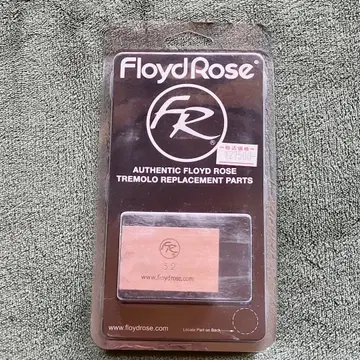 FloydRose®
FR
®
AUTHENTIC FLOYD ROSE
TREMOLO REPLACEMENT PARTS
FR
www.floydrose.com
www.floydrose.com
Locate Part on Back